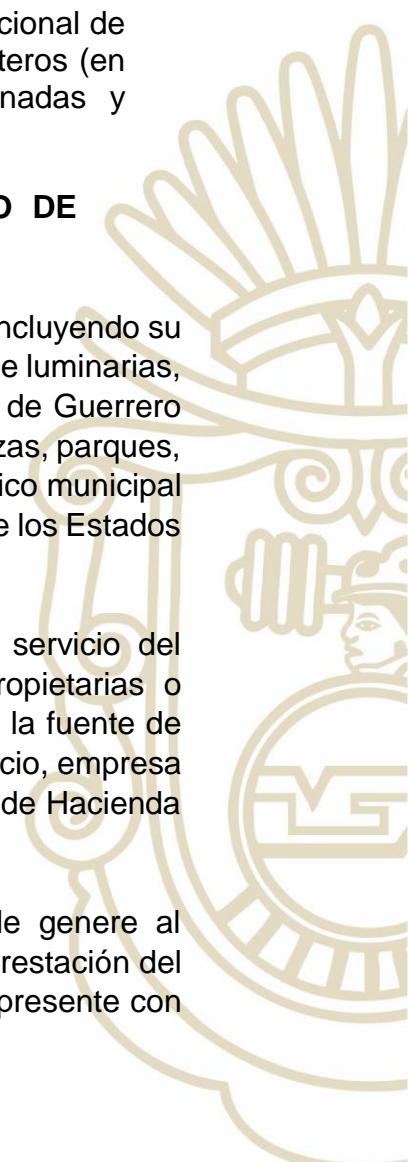 cional de
teros (en
nadas y
O DE
ncluyendo su
e luminarias,
de Guerrero
zas, parques,
ico municipal
e los Estados
servicio del
ropietarias o
la fuente de
cio, empresa
de Hacienda
le genere al
restación del
presente con